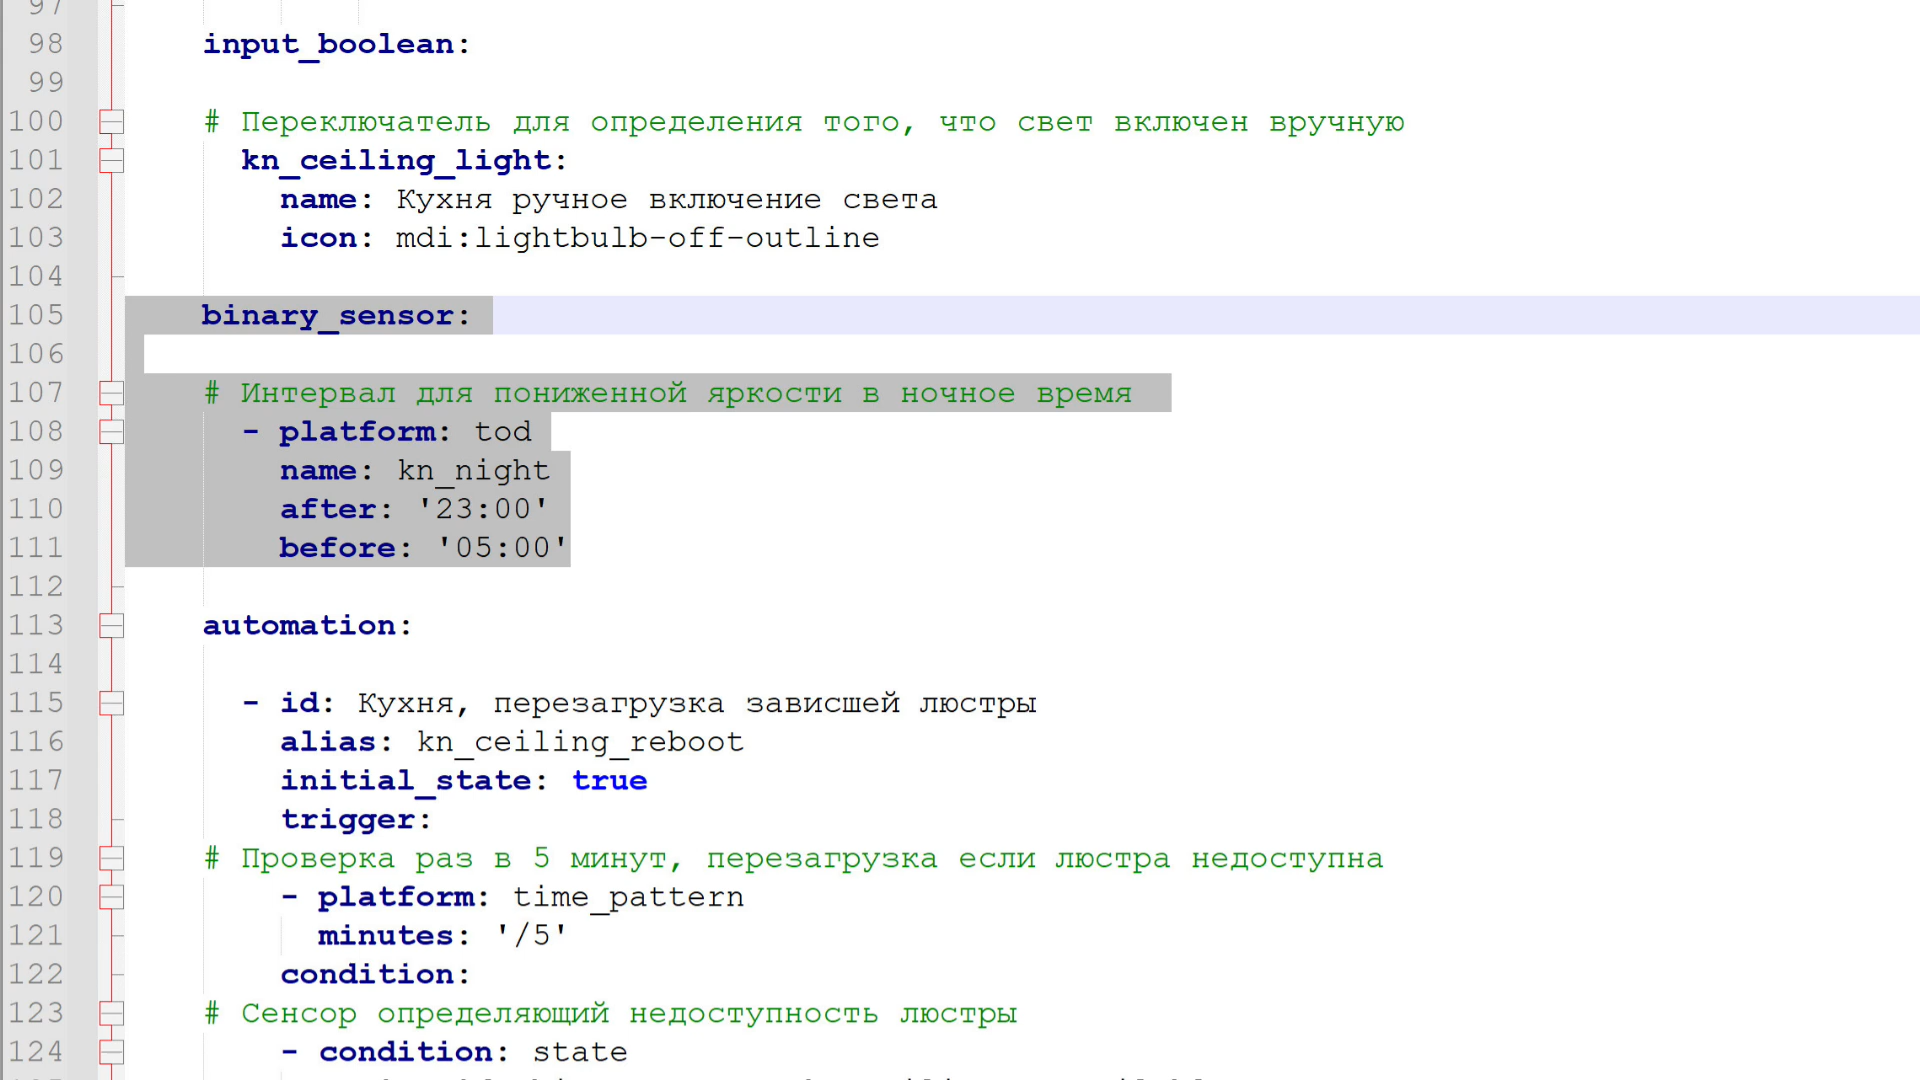 97
98 input_boolean:
99
100 # Переключатель для определения того, что свет включен вручную
101 kn_ceiling_light:
102 name: Кухня ручное включение света
103 icon: mdi:lightbulb-off-outline
104
105 binary_sensor:
106
107 # Интервал для пониженной яркости в ночное время
108 - platform: tod
109 name: kn_night
110 after: '23:00'
111 before: '05:00'
112
113 automation:
114
115 - id: Кухня, перезагрузка зависшей люстры
116 alias: kn_ceiling_reboot
117 initial_state: true
118 trigger:
119 # Проверка раз в 5 минут, перезагрузка если люстра недоступна
120 - platform: time_pattern
121 minutes: '/5'
122 condition:
123 # Сенсор определяющий недоступность люстры
124 - condition: state